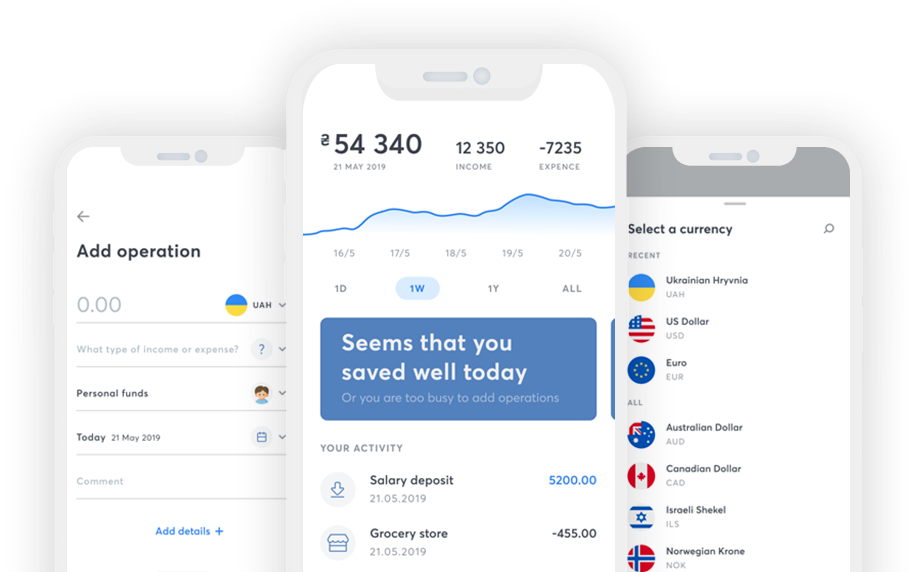 Add operation
0.00
UAH
What type of income or expense?
?
Personal funds
Today 21 May 2019
Comment
Add details +
₴54 340
21 MAY 2019
12 350
INCOME
-7235
EXPENCE
16/5 17/5 18/5 19/5 20/5
1D 1W 1Y ALL
Seems that you
saved well today
Or you are too busy to add operations
YOUR ACTIVITY
Salary deposit 5200.00
21.05.2019
Grocery store -455.00
21.05.2019
Select a currency
RECENT
Ukrainian Hryvnia
UAH
US Dollar
USD
Euro
EUR
ALL
Australian Dollar
AUD
Canadian Dollar
CAD
Israeli Shekel
ILS
Norwegian Krone
NOK